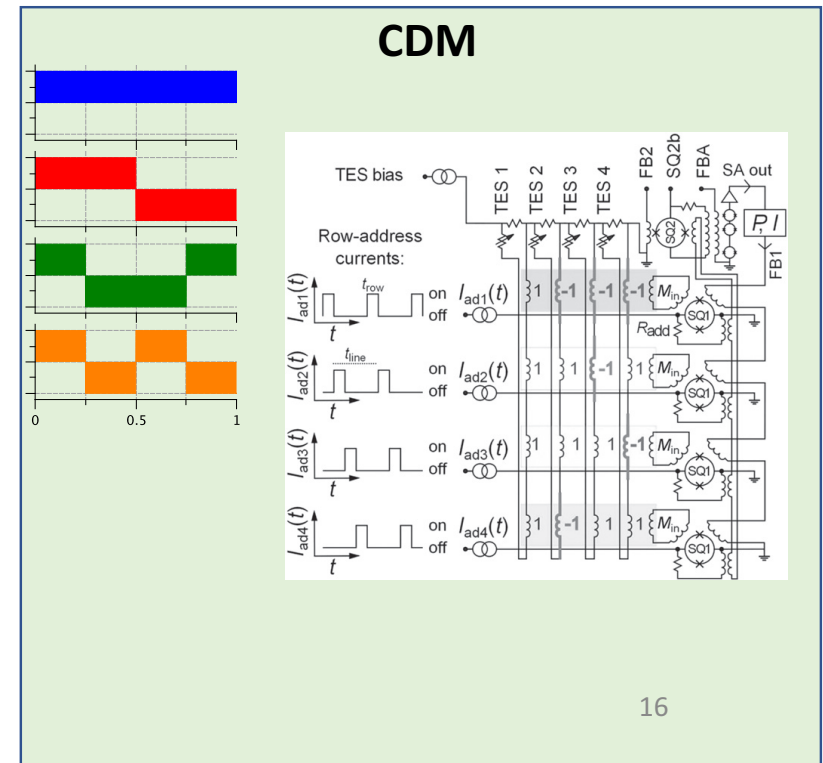 CDM
0 0.5 1
TES bias
TES 1
TES 2
TES 3
TES 4
FB2
SQ2b
FBA
SA out
SQ2
P, I
FB1
Row-address
currents:
Iad1(t)
trow
t
on
off
Iad1(t)
1 -1 -1 -1 Min
Radd
SQ1
Iad2(t)
tline
t
on
off
Iad2(t)
1 1 -1 1 Min
SQ1
Iad3(t)
t
on
off
Iad3(t)
1 1 1 -1 Min
SQ1
Iad4(t)
t
on
off
Iad4(t)
1 -1 1 1 Min
SQ1
16